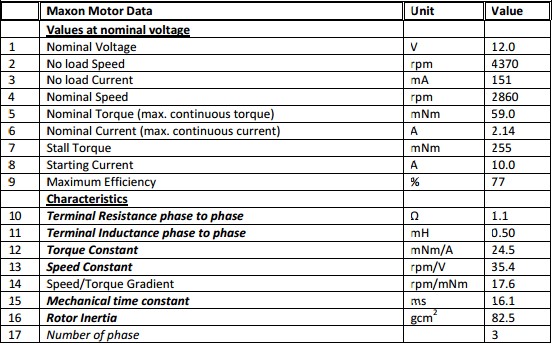 Maxon Motor Data Unit Value
Values at nominal voltage
1 Nominal Voltage V 12.0
2 No load Speed rpm 4370
3 No load Current mA 151
4 Nominal Speed rpm 2860
5 Nominal Torque (max. continuous torque) mNm 59.0
6 Nominal Current (max. continuous current) A 2.14
7 Stall Torque mNm 255
8 Starting Current A 10.0
9 Maximum Efficiency % 77
Characteristics
10 Terminal Resistance phase to phase Ω 1.1
11 Terminal Inductance phase to phase mH 0.50
12 Torque Constant mNm/A 24.5
13 Speed Constant rpm/V 35.4
14 Speed/Torque Gradient rpm/mNm 17.6
15 Mechanical time constant ms 16.1
16 Rotor Inertia gcm² 82.5
17 Number of phase 3